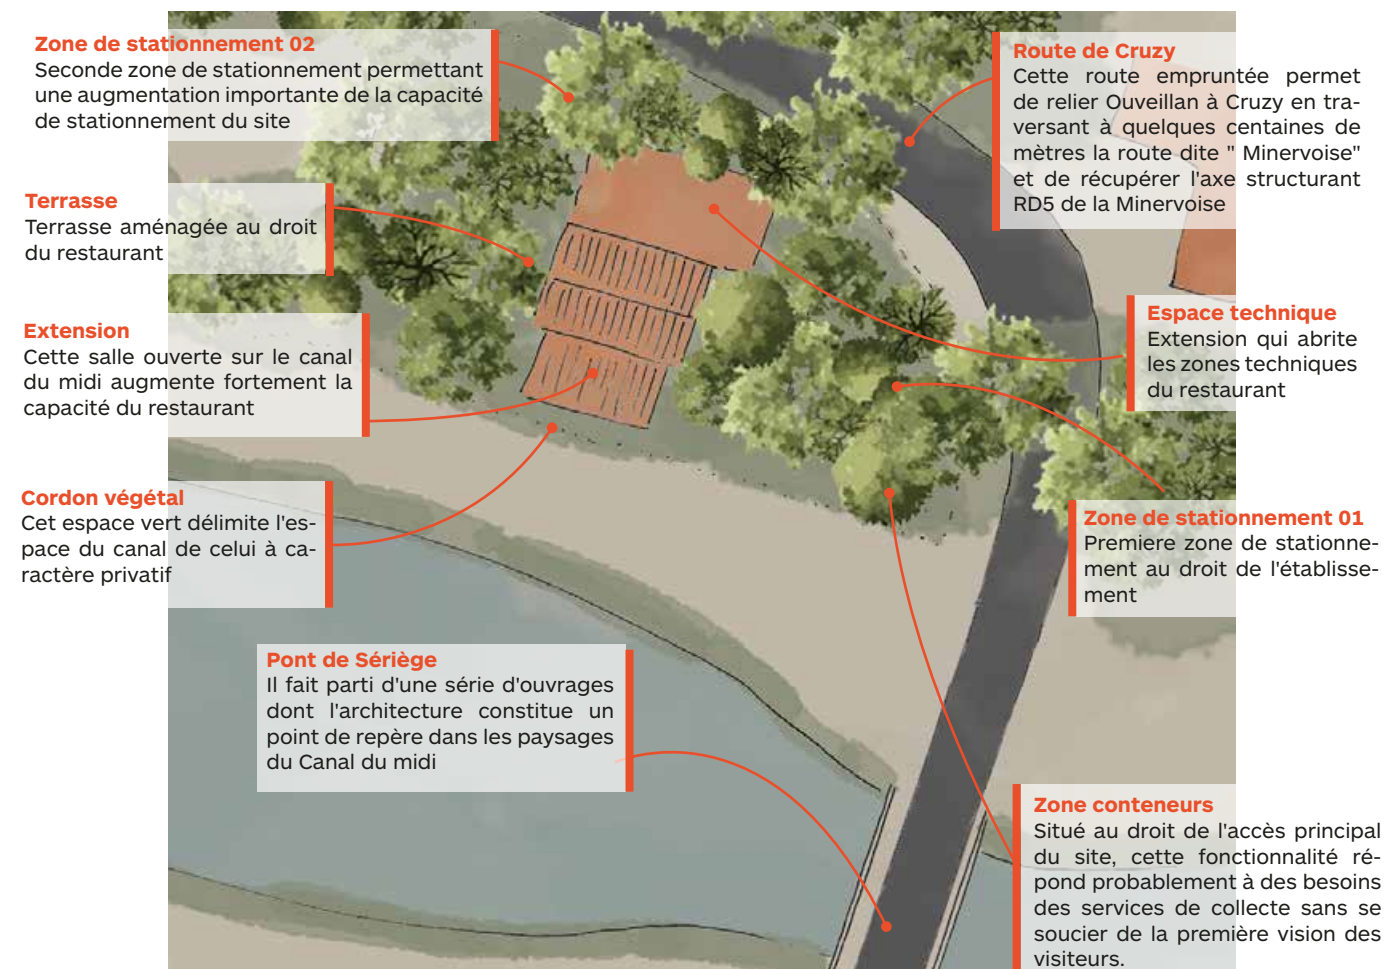 Zone de stationnement 02
Seconde zone de stationnement permettant
une augmentation importante de la capacité
de stationnement du site
Terrasse
Terrasse aménagée au droit
du restaurant
Extension
Cette salle ouverte sur le canal
du midi augmente fortement la
capacité du restaurant
Cordon végétal
Cet espace vert délimite l'es-
pace du canal de celui à ca-
ractère privatif
Pont de Sériège
Il fait parti d'une série d'ouvrages
dont l'architecture constitue un
point de repère dans les paysages
du Canal du midi
Route de Cruzy
Cette route empruntée permet
de relier Ouveillan à Cruzy en tra-
versant à quelques centaines de
mètres la route dite " Minervoise"
et de récupérer l'axe structurant
RD5 de la Minervoise
Espace technique
Extension qui abrite
les zones techniques
du restaurant
Zone de stationnement 01
Premiere zone de stationne-
ment au droit de l'établisse-
ment
Zone conteneurs
Situé au droit de l'accès principal
du site, cette fonctionnalité ré-
pond probablement à des besoins
des services de collecte sans se
soucier de la première vision des
visiteurs.